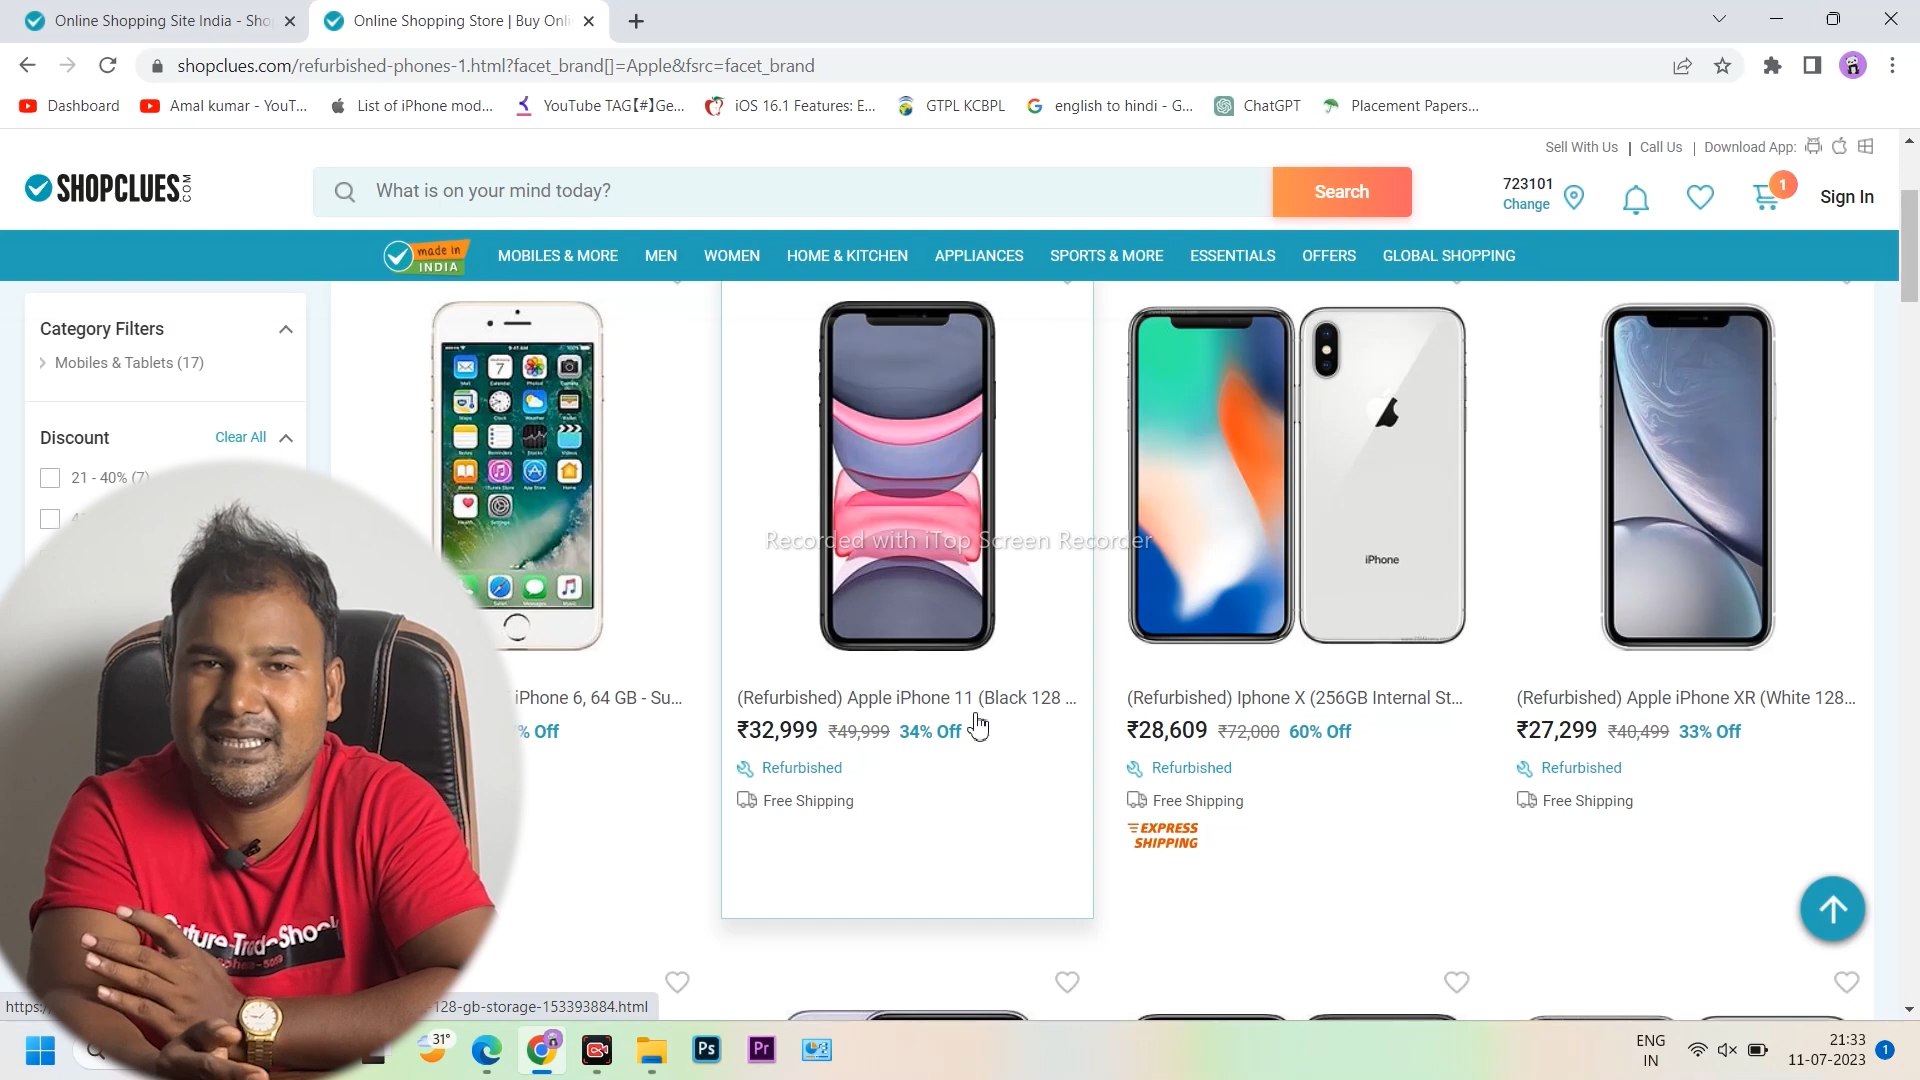 Online Shopping Site India - Sho
Online Shopping Store | Buy Onli
shopclues.com/refurbished-phones-1.html?facet_brand[]=Apple&fsrc=facet_brand
Dashboard
Amal kumar - YouT...
List of iPhone mod...
YouTube TAG【#】Ge...
iOS 16.1 Features: E...
GTPL KCBPL
english to hindi - G...
ChatGPT
Placement Papers...
Sell With Us | Call Us | Download App:
SHOPCLUES.COM
What is on your mind today?
Search
723101
Change
1
Sign In
made in
INDIA
MOBILES & MORE
MEN
WOMEN
HOME & KITCHEN
APPLIANCES
SPORTS & MORE
ESSENTIALS
OFFERS
GLOBAL SHOPPING
Category Filters
Mobiles & Tablets (17)
Discount
Clear All
21 - 40% (7)
iPhone
Recorded with iTop Screen Recorder
iPhone 6, 64 GB - Su...
% Off
(Refurbished) Apple iPhone 11 (Black 128 ...
₹32,999 ₹49,999 34% Off
Refurbished
Free Shipping
(Refurbished) Iphone X (256GB Internal St...
₹28,609 ₹72,000 60% Off
Refurbished
Free Shipping
EXPRESS
SHIPPING
(Refurbished) Apple iPhone XR (White 128...
₹27,299 ₹40,499 33% Off
Refurbished
Free Shipping
uture-Trad-Shock
https:/
-128-gb-storage-153393884.html
31°
Ps
Pr
ENG
IN
21:33
11-07-2023
1